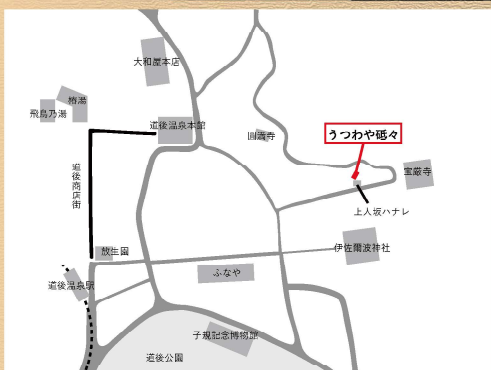 大和屋本店
椿湯
飛鳥乃湯
道後温泉本館
圓満寺
うつわや砥々
宝厳寺
道後商店街
上人坂ハナレ
放生園
伊佐爾波神社
ふなや
道後温泉駅
子規記念博物館
道後公園